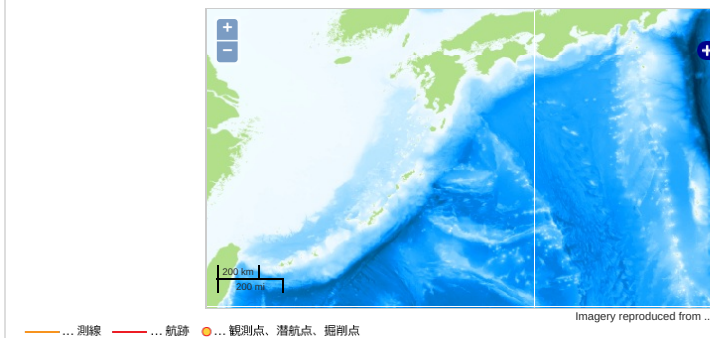 +
−
200 km
200 mi
Imagery reproduced from ...
... 測線 ... 航跡 ... 観測点、潜航点、掘削点